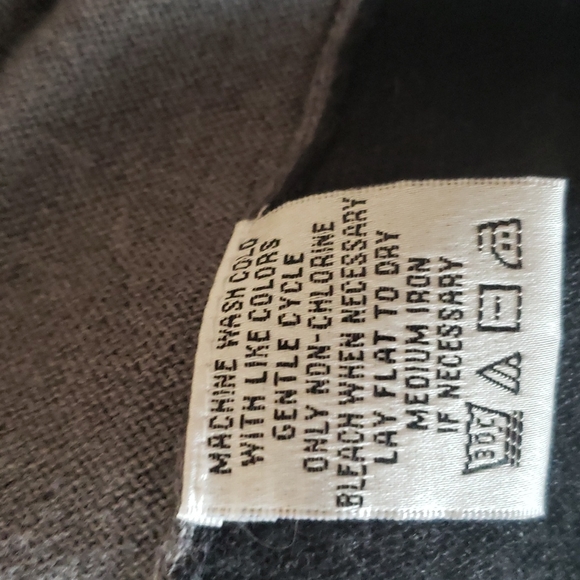 MACHINE WASH COLD
WITH LIKE COLORS
GENTLE CYCLE
ONLY NON-CHLORINE
BLEACH WHEN NECESSARY
LAY FLAT TO DRY
MEDIUM IRON
IF NECESSARY
30C